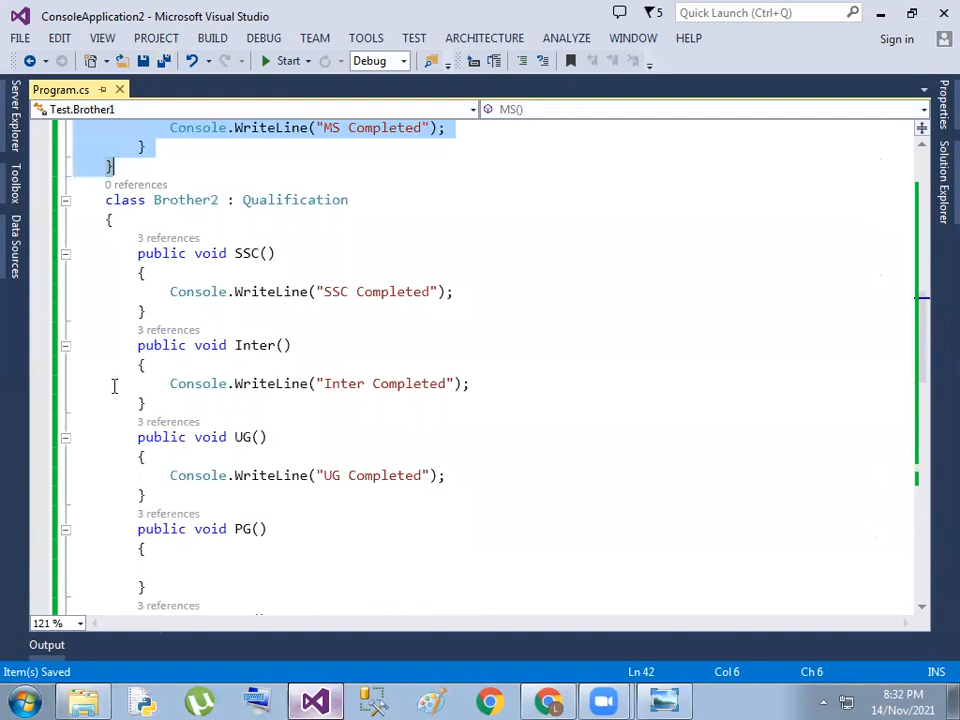 ConsoleApplication2 - Microsoft Visual Studio
5
Quick Launch (Ctrl+Q)
FILE EDIT VIEW PROJECT BUILD DEBUG TEAM TOOLS TEST ARCHITECTURE ANALYZE WINDOW HELP
Sign in
Start Debug
Program.cs
Test.Brother1
MS()
Server Explorer
Toolbox
Data Sources
Properties
Solution Explorer
Console.WriteLine("MS Completed");
}
}
0 references
class Brother2 : Qualification
{
3 references
public void SSC()
{
Console.WriteLine("SSC Completed");
}
3 references
public void Inter()
{
Console.WriteLine("Inter Completed");
}
3 references
public void UG()
{
Console.WriteLine("UG Completed");
}
3 references
public void PG()
{
}
3 references
121 %
Output
Item(s) Saved Ln 42 Col 6 Ch 6 INS
8:32 PM
14/Nov/2021